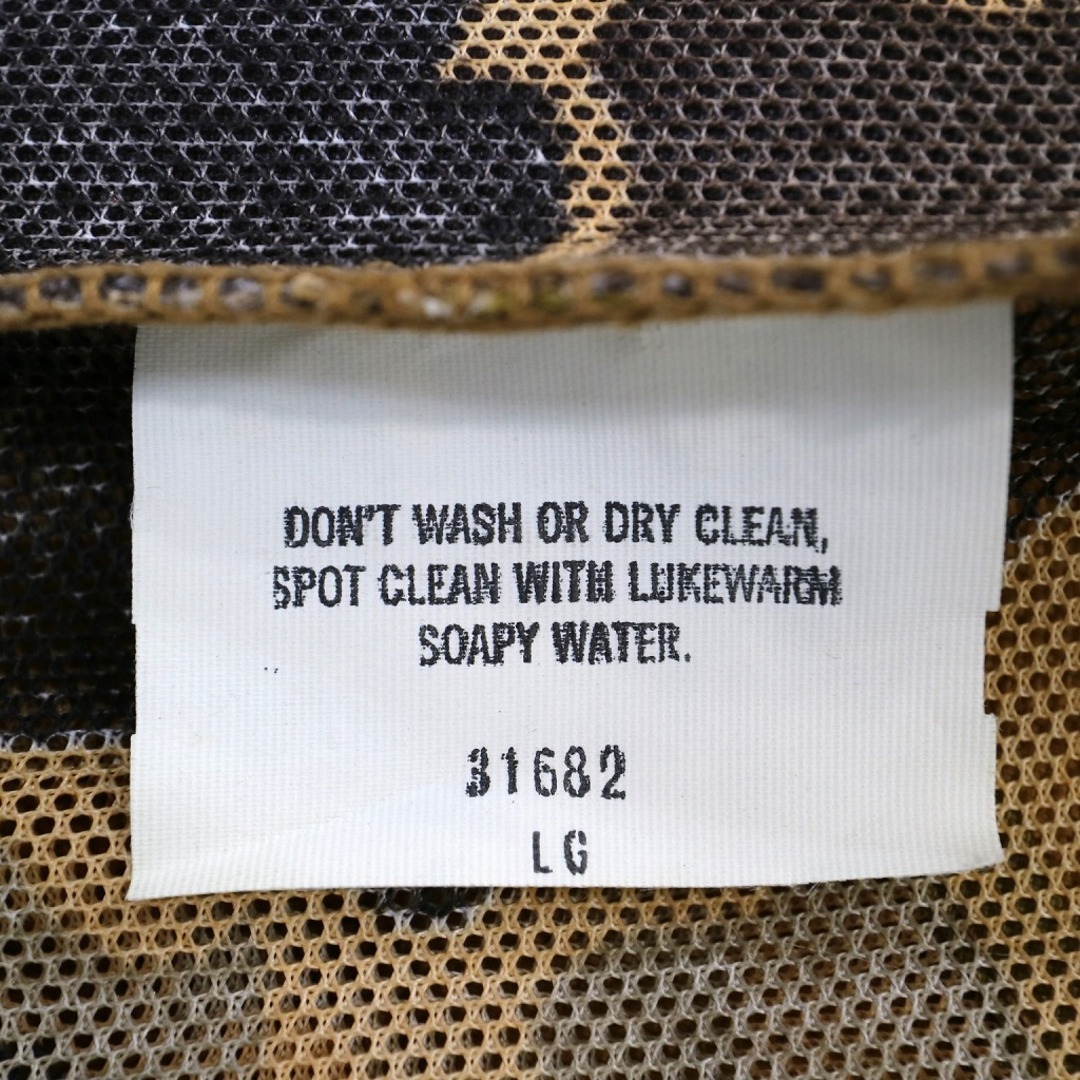 DON'T WASH OR DRY CLEAN,
SPOT CLEAN WITH LUKEWARM
SOAPY WATER.
31682
LG